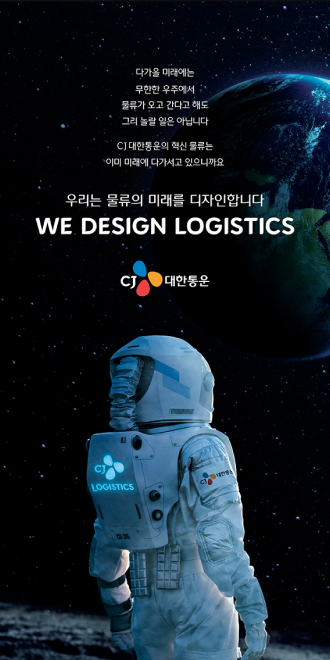 다가올 미래에는
무한한 우주에서
물류가 오고 간다고 해도
그리 놀랄 일은 아닙니다
CJ대한통운의 혁신 물류는
이미 미래에 다가서고 있으니까요
우리는 물류의 미래를 디자인합니다
WE DESIGN LOGISTICS
CJ 대한통운
CJ
LOGISTICS
CJ 대한통운